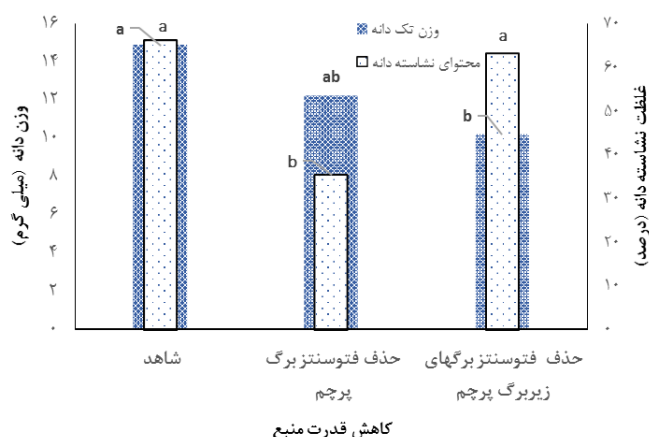 وزن تک دانه
محتوای نشاسته دانه
وزن دانه (میلی گرم)
۱۶
۱۴
۱۲
۱۰
۸
۶
۴
۲
۰
غلظت نشاسته دانه (درصد)
۷۰
۶۰
۵۰
۴۰
۳۰
۲۰
۱۰
۰
a
a
ab
b
a
b
شاهد
حذف فتوسنتز برگ
پرچم
حذف فتوسنتز برگهای
زیربرگ پرچم
کاهش قدرت منبع